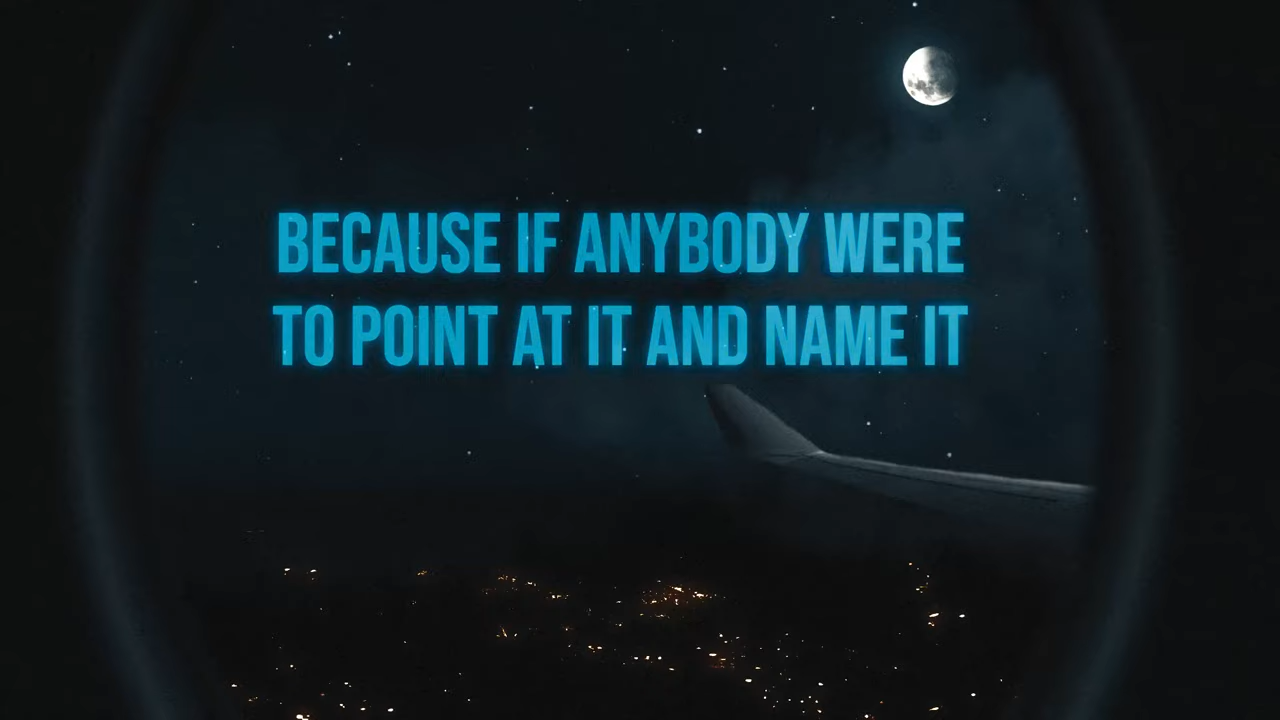 BECAUSE IF ANYBODY WERE
TO POINT AT IT AND NAME IT